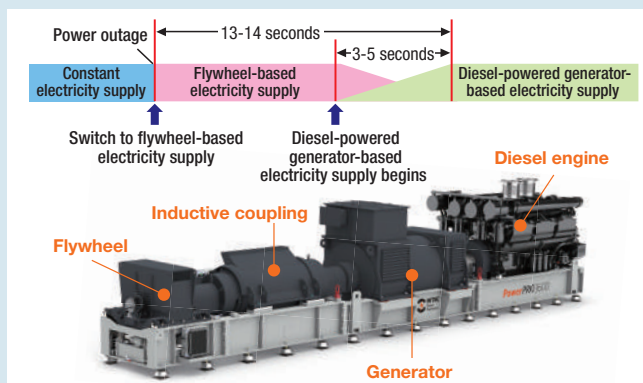 13-14 seconds
Power outage
3-5 seconds
Constant
electricity supply
Flywheel-based
electricity supply
Diesel-powered generator-
based electricity supply
Switch to flywheel-based
electricity supply
Diesel-powered
generator-based
electricity supply begins
Diesel engine
Inductive coupling
Flywheel
Generator